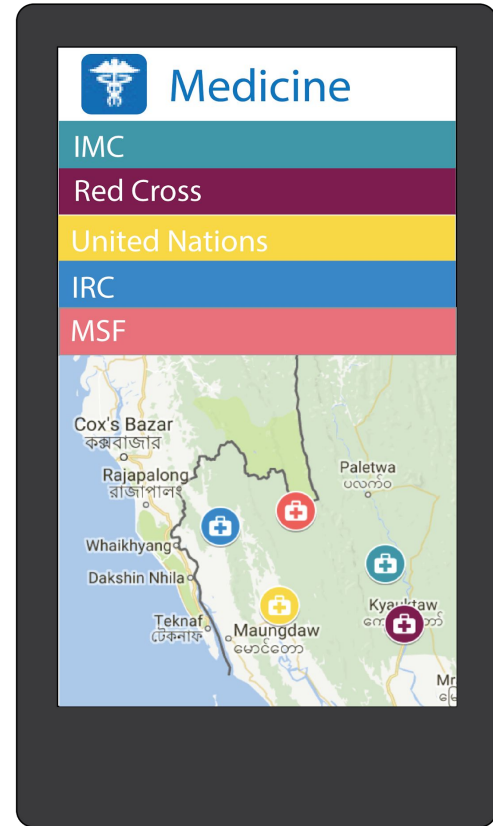 Medicine
IMC
Red Cross
United Nations
IRC
MSF
Cox's Bazar
কক্সবাজার
Rajapalong
রাজাপালং
Paletwa
ပလက်ဝ
Whaikhyang
Dakshin Nhila
Teknaf
টেকনাফ
Maungdaw
မောင်တော
Kyauktaw
Mr